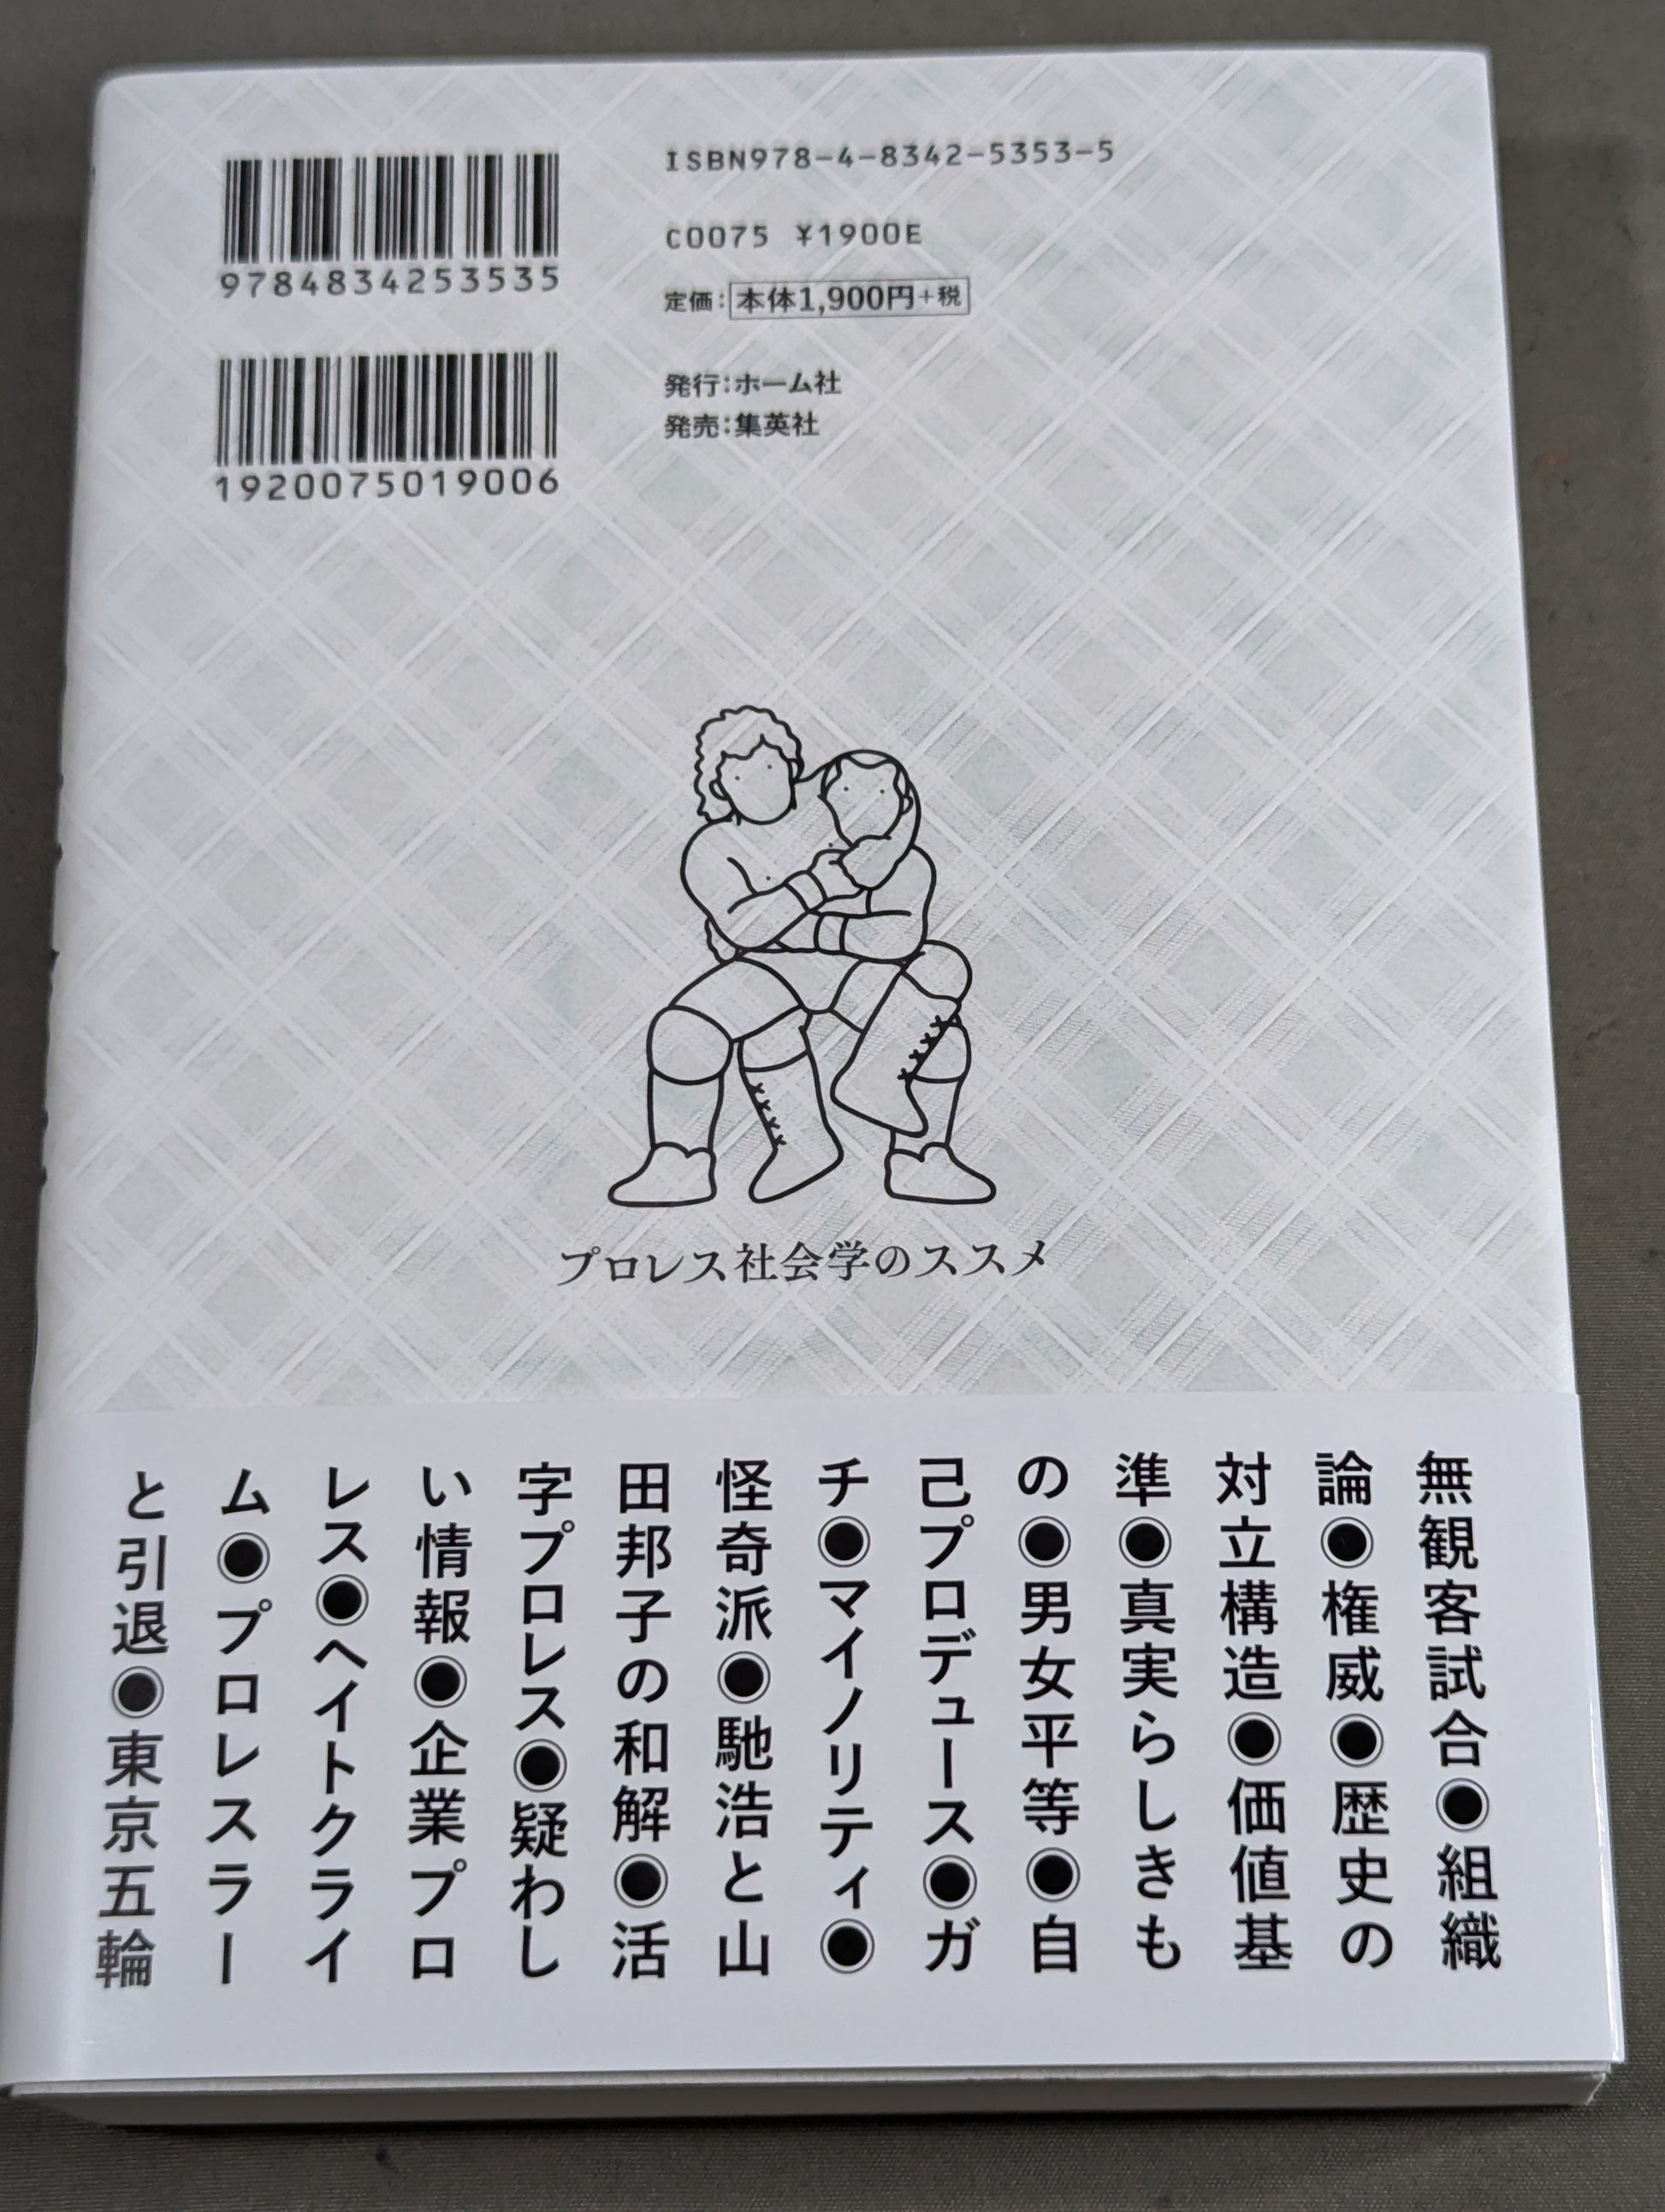 9784834253535
1920075019006
ISBN978-4-8342-5353-5
C0075 ¥1900E
定価:本体1,900円+税
発行:ホーム社
発売:集英社
プロレス社会学のススメ
無観客試合◉組織
論◉権威◉歴史の
対立構造◉価値基
準◉真実らしきも
の◉男女平等◉自
己プロデュース◉ガ
チ◉マイノリティ◉
怪奇派◉馳浩と山
田邦子の和解◉活
字プロレス◉疑わし
い情報◉企業プロ
レス◉ヘイトクライ
ム◉プロレスラー
と引退◉東京五輪